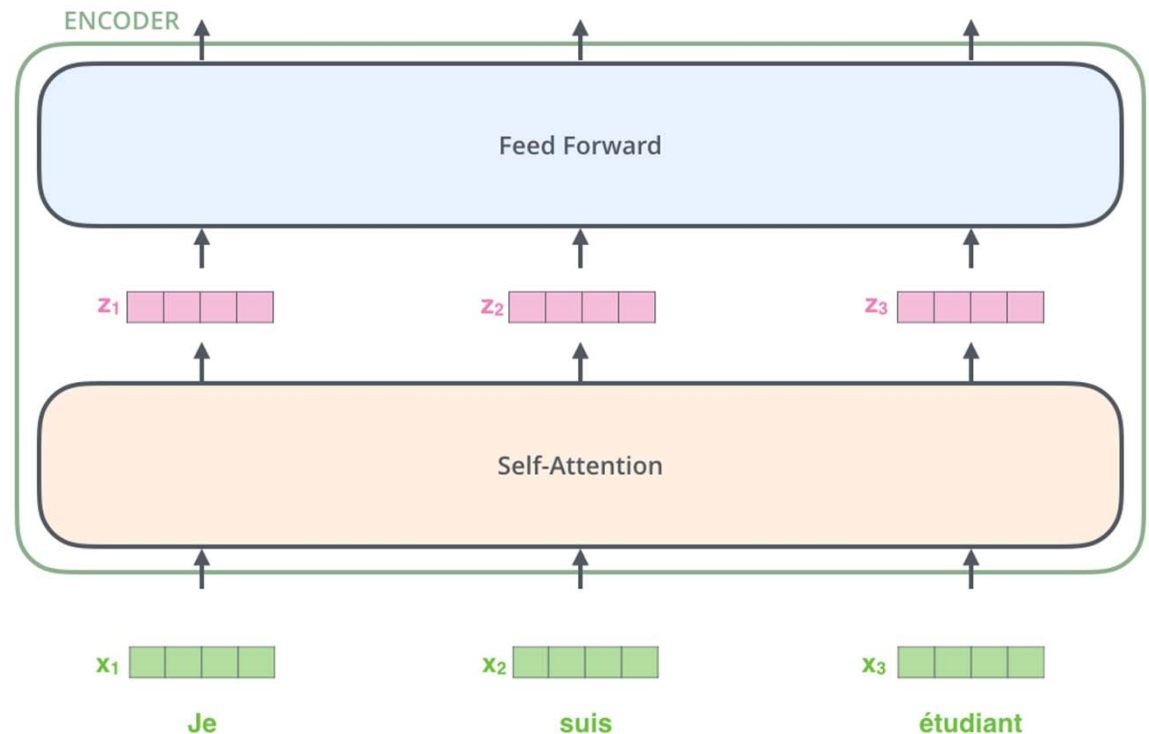 ENCODER
Feed Forward
z₁ z₂ z₃
Self-Attention
x₁ x₂ x₃
Je suis étudiant